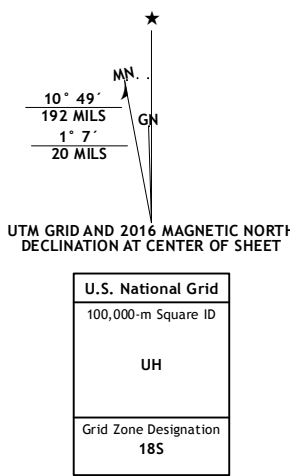 MN
10° 49´
192 MILS
GN
1° 7´
20 MILS
UTM GRID AND 2016 MAGNETIC NORTH
DECLINATION AT CENTER OF SHEET
U.S. National Grid
100,000-m Square ID
UH
Grid Zone Designation
18S